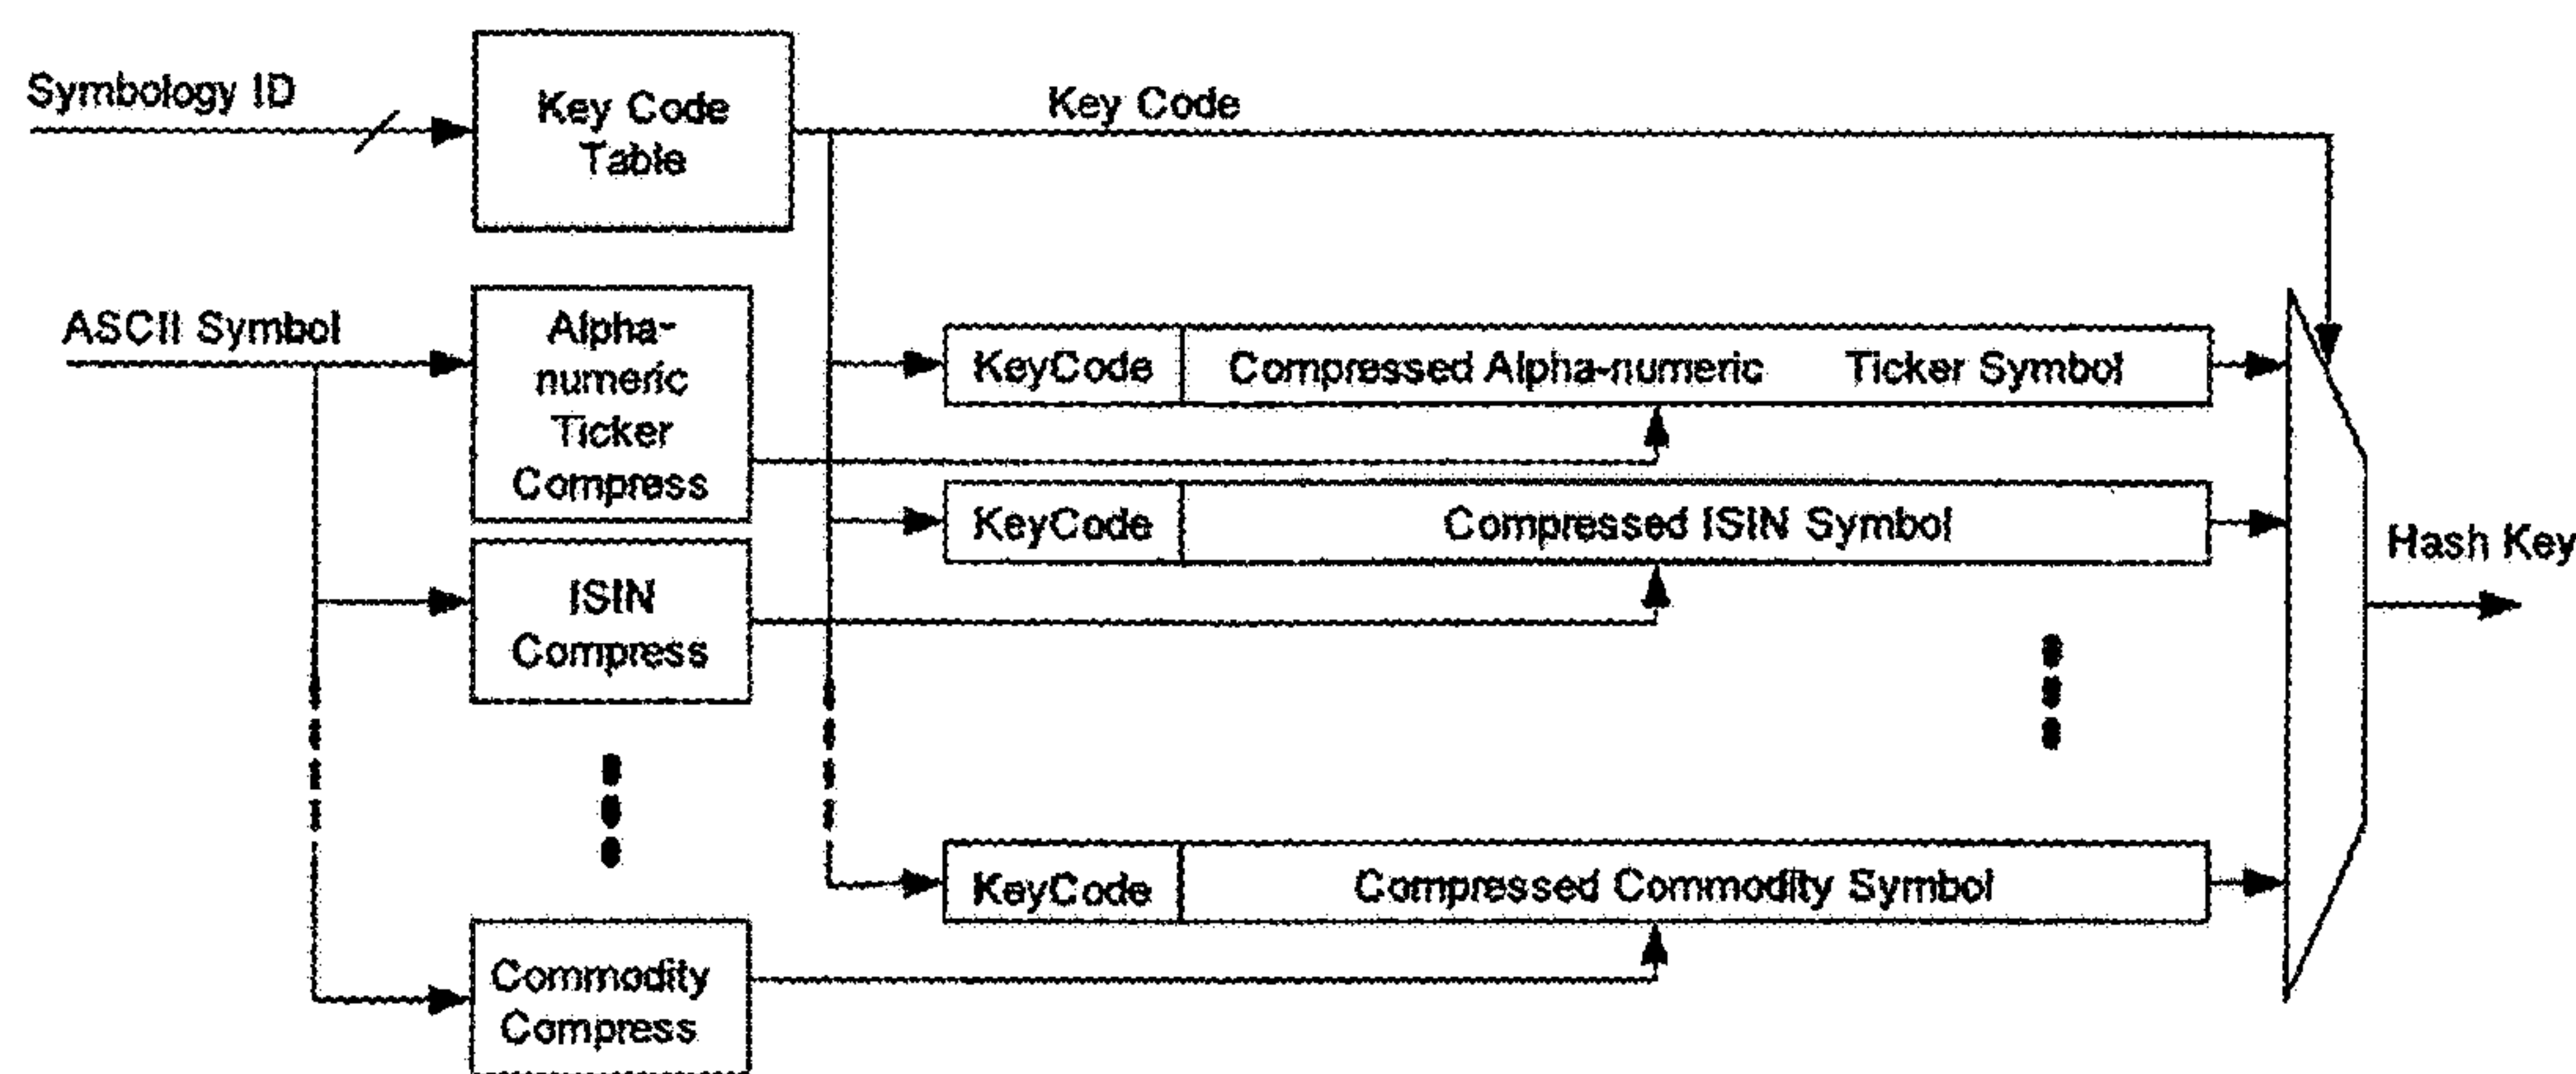 Symbology ID
Key Code
Table
Key Code
ASCII Symbol
Alpha-
numeric
Ticker
Compress
KeyCode
Compressed Alpha-numeric Ticker Symbol
KeyCode
Compressed ISIN Symbol
Hash Key
ISIN
Compress
KeyCode
Compressed Commodity Symbol
Commodity
Compress